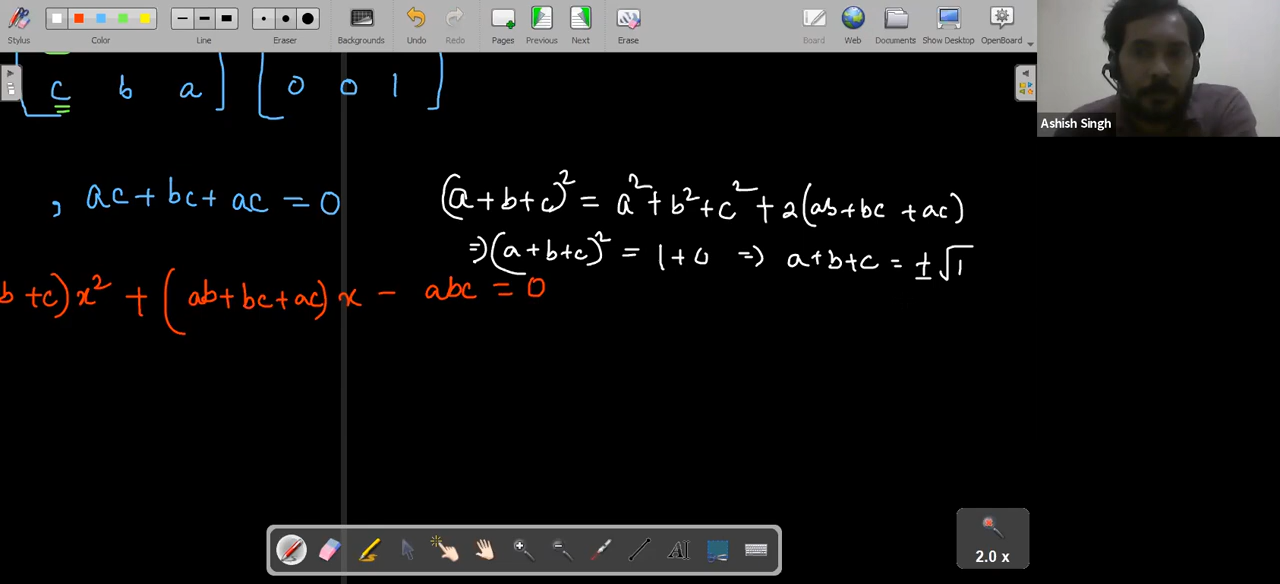 Stylus Color Line Eraser Backgrounds Undo Redo Pages Previous Next Erase Board Web Documents Show Desktop OpenBoard
c b a] [0 0 1]
Ashish Singh
, ac + bc + ac = 0
(a + b + c)² = a² + b² + c² + 2(ab + bc + ac)
⇒ (a + b + c)² = 1 + 0 ⇒ a + b + c = ±√1
b + c)x² + (ab + bc + ac)x - abc = 0
2.0 x